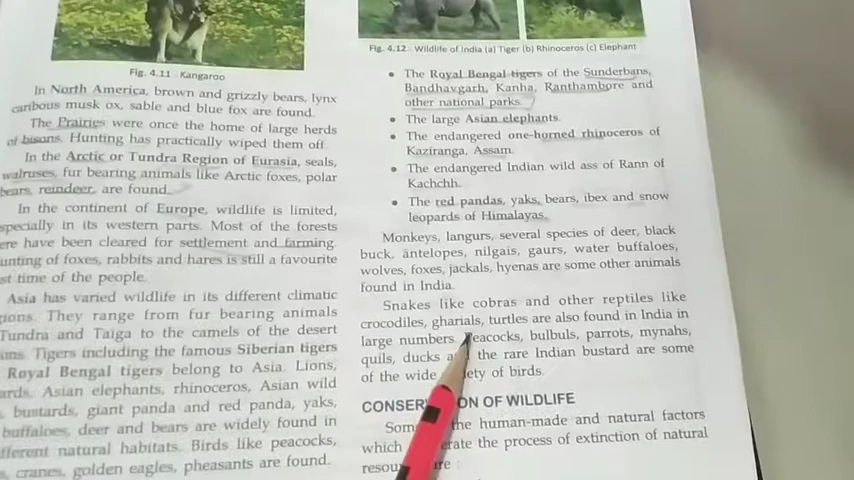 Fig. 4.11 : Kangaroo
In North America, brown and grizzly bears, lynx
caribous musk ox, sable and blue fox are found.
The Prairies were once the home of large herds
of bisons. Hunting has practically wiped them off.
In the Arctic or Tundra Region of Eurasia, seals,
walruses, fur bearing animals like Arctic foxes, polar
bears, reindeer, are found.
In the continent of Europe, wildlife is limited,
specially in its western parts. Most of the forests
ere have been cleared for settlement and farming.
unting of foxes, rabbits and hares is still a favourite
st time of the people.
Asia has varied wildlife in its different climatic
gions. They range from fur bearing animals
Tundra and Taiga to the camels of the desert
ans. Tigers including the famous Siberian tigers
Royal Bengal tigers belong to Asia. Lions,
ards, Asian elephants, rhinoceros, Asian wild
, bustards, giant panda and red panda, yaks,
buffaloes, deer and bears are widely found in
fferent natural habitats. Birds like peacocks,
s, cranes, golden eagles, pheasants are found.
Fig. 4.12 : Wildlife of India (a) Tiger (b) Rhinoceros (c) Elephant
• The Royal Bengal tigers of the Sunderbans,
Bandhavgarh, Kanha, Ranthambore and
other national parks.
• The large Asian elephants.
• The endangered one-horned rhinoceros of
Kaziranga, Assam.
• The endangered Indian wild ass of Rann of
Kachchh.
• The red pandas, yaks, bears, ibex and snow
leopards of Himalayas.
Monkeys, langurs, several species of deer, black
buck, antelopes, nilgais, gaurs, water buffaloes,
wolves, foxes, jackals, hyenas are some other animals
found in India.
Snakes like cobras and other reptiles like
crocodiles, gharials, turtles are also found in India in
large numbers. Peacocks, bulbuls, parrots, mynahs,
quils, ducks a the rare Indian bustard are some
of the wide ety of birds.
CONSER ON OF WILDLIFE
Som the human-made and natural factors
which erate the process of extinction of natural
resou re :